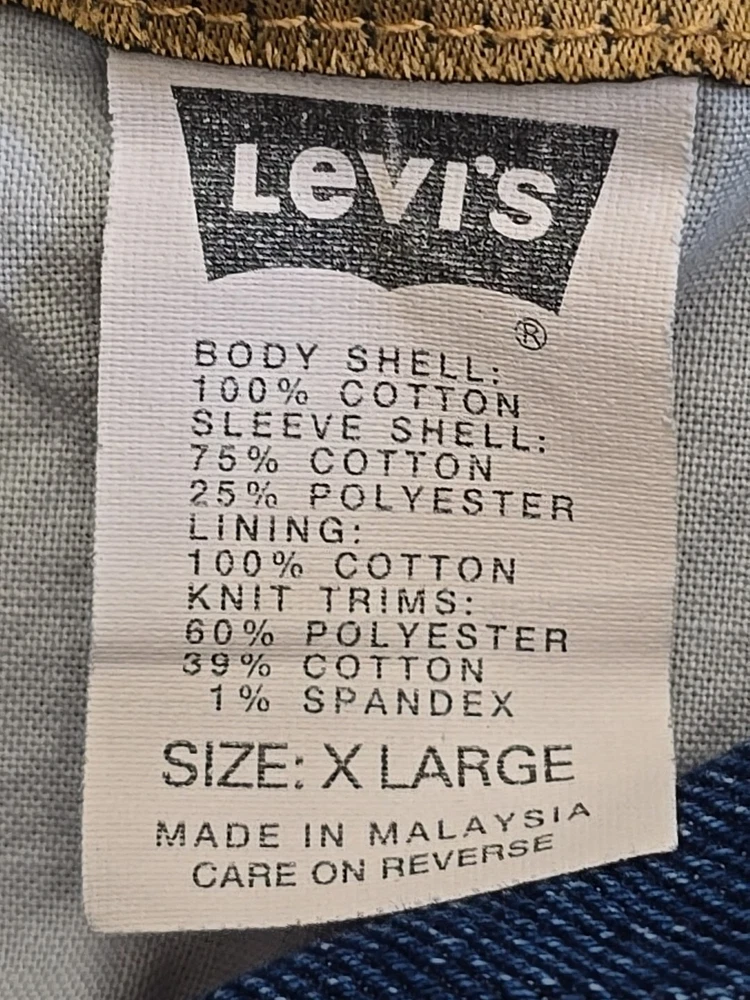 LEVI'S
®
BODY SHELL:
100% COTTON
SLEEVE SHELL:
75% COTTON
25% POLYESTER
LINING:
100% COTTON
KNIT TRIMS:
60% POLYESTER
39% COTTON
1% SPANDEX
SIZE: X LARGE
MADE IN MALAYSIA
CARE ON REVERSE